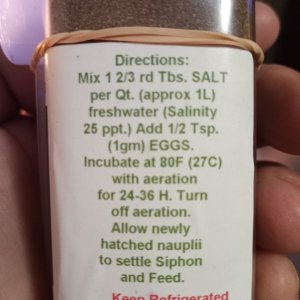 Directions:
Mix 1 2/3 rd Tbs. SALT
per Qt. (approx 1L)
freshwater (Salinity
25 ppt.) Add 1/2 Tsp.
(1gm) EGGS.
Incubate at 80F (27C)
with aeration
for 24-36 H. Turn
off aeration.
Allow newly
hatched nauplii
to settle Siphon
and Feed.
Keep Refrigerated